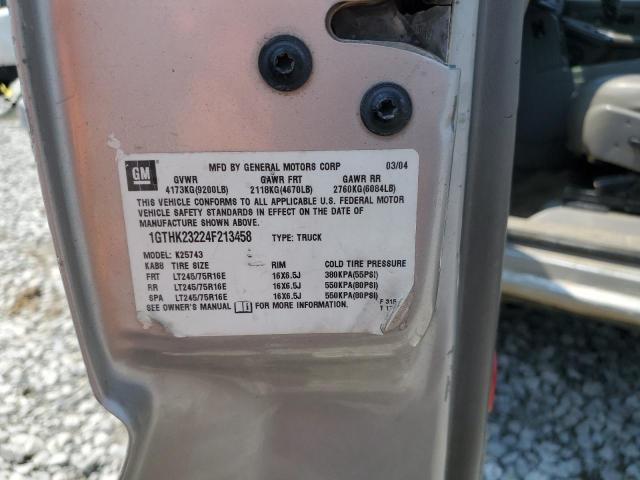 GM
MFD BY GENERAL MOTORS CORP 03/04
GVWR GAWR FRT GAWR RR
4173KG(9200LB) 2118KG(4670LB) 2760KG(6084LB)
THIS VEHICLE CONFORMS TO ALL APPLICABLE U.S. FEDERAL MOTOR
VEHICLE SAFETY STANDARDS IN EFFECT ON THE DATE OF
MANUFACTURE SHOWN ABOVE.
1GTHK23224F213458 TYPE: TRUCK
MODEL: K25743
KAB8 TIRE SIZE RIM COLD TIRE PRESSURE
FRT LT245/75R16E 16X6.5J 380KPA(55PSI)
RR LT245/75R16E 16X6.5J 550KPA(80PSI)
SPA LT245/75R16E 16X6.5J 550KPA(80PSI)
SEE OWNER'S MANUAL FOR MORE INFORMATION.